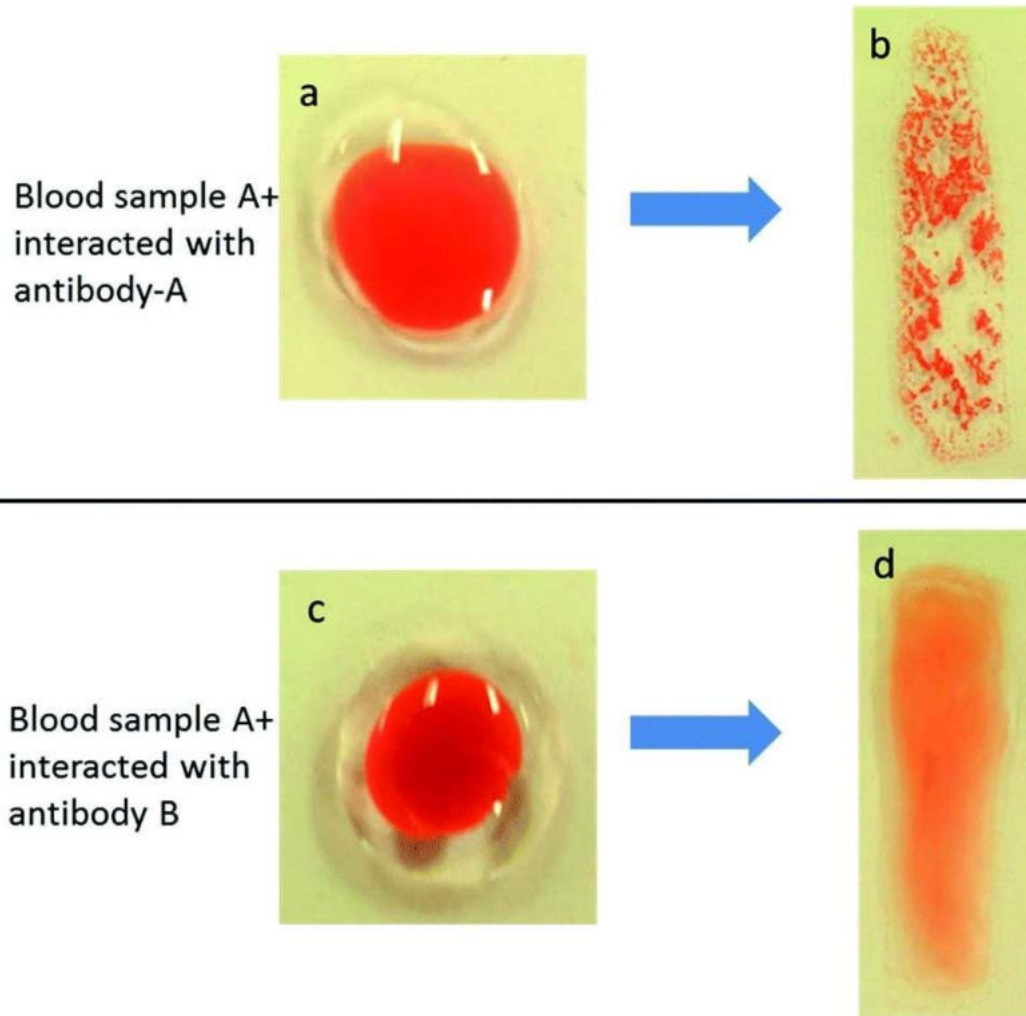 a
b
Blood sample A+
interacted with
antibody-A
c
d
Blood sample A+
interacted with
antibody B